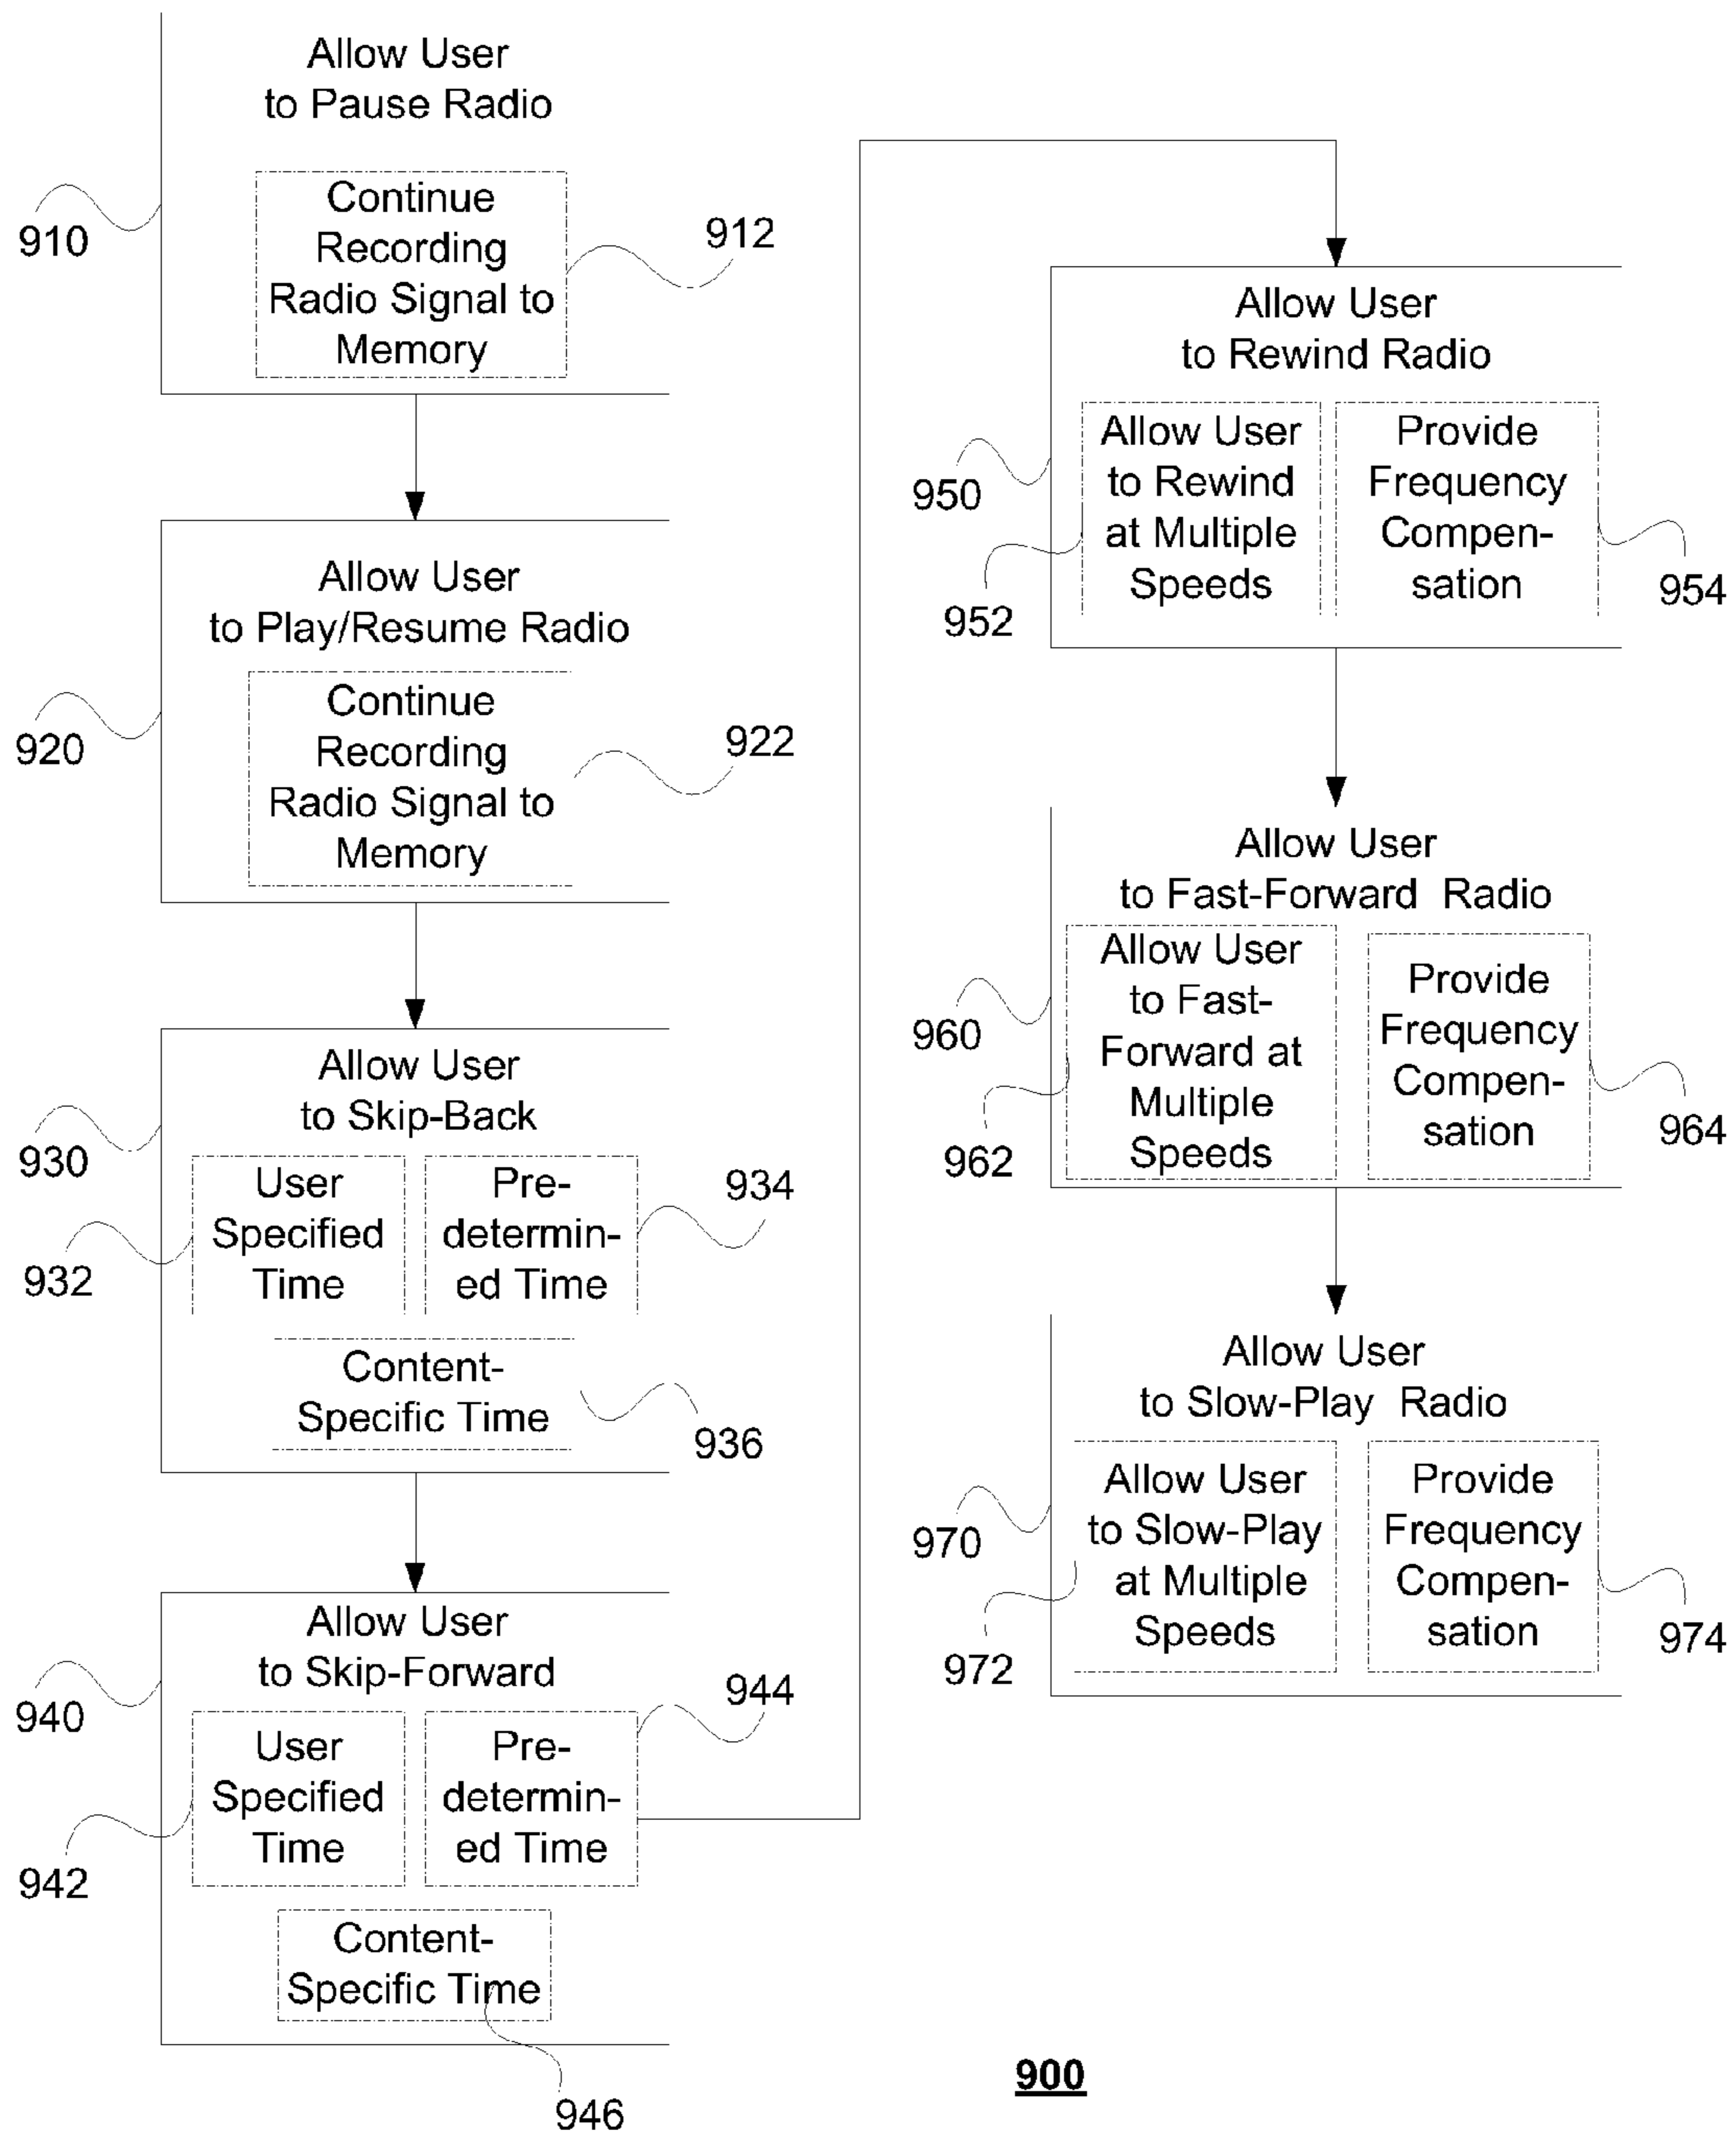 Allow User
to Pause Radio
Continue
Recording
Radio Signal to
Memory
910
912
Allow User
to Play/Resume Radio
Continue
Recording
Radio Signal to
Memory
920
922
Allow User
to Skip-Back
User
Specified
Time
Pre-
determin-
ed Time
Content-
Specific Time
930
932
934
936
Allow User
to Skip-Forward
User
Specified
Time
Pre-
determin-
ed Time
Content-
Specific Time
940
942
944
946
Allow User
to Rewind Radio
Allow User
to Rewind
at Multiple
Speeds
Provide
Frequency
Compen-
sation
950
952
954
Allow User
to Fast-Forward Radio
Allow User
to Fast-
Forward at
Multiple
Speeds
Provide
Frequency
Compen-
sation
960
962
964
Allow User
to Slow-Play Radio
Allow User
to Slow-Play
at Multiple
Speeds
Provide
Frequency
Compen-
sation
970
972
974
900